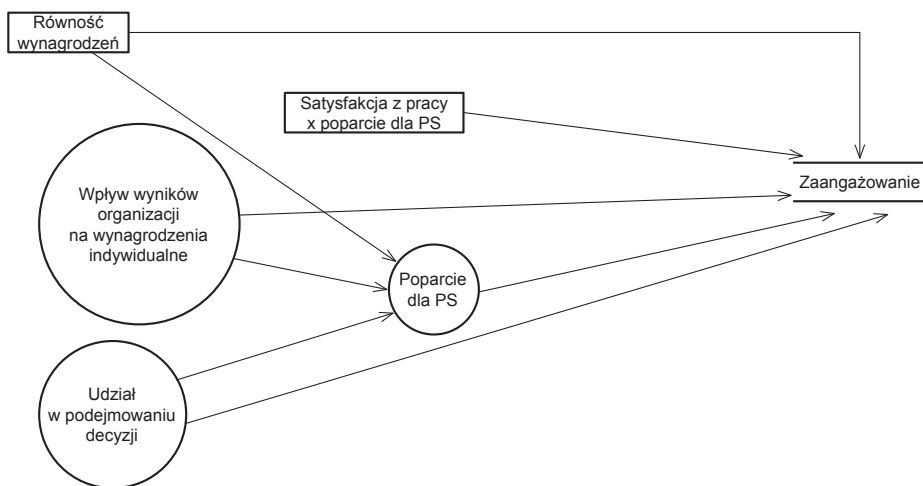 Równość
wynagrodzeń
Satysfakcja z pracy
x poparcie dla PS
Zaangażowanie
Wpływ wyników
organizacji
na wynagrodzenia
indywidualne
Poparcie
dla PS
Udział
w podejmowaniu
decyzji